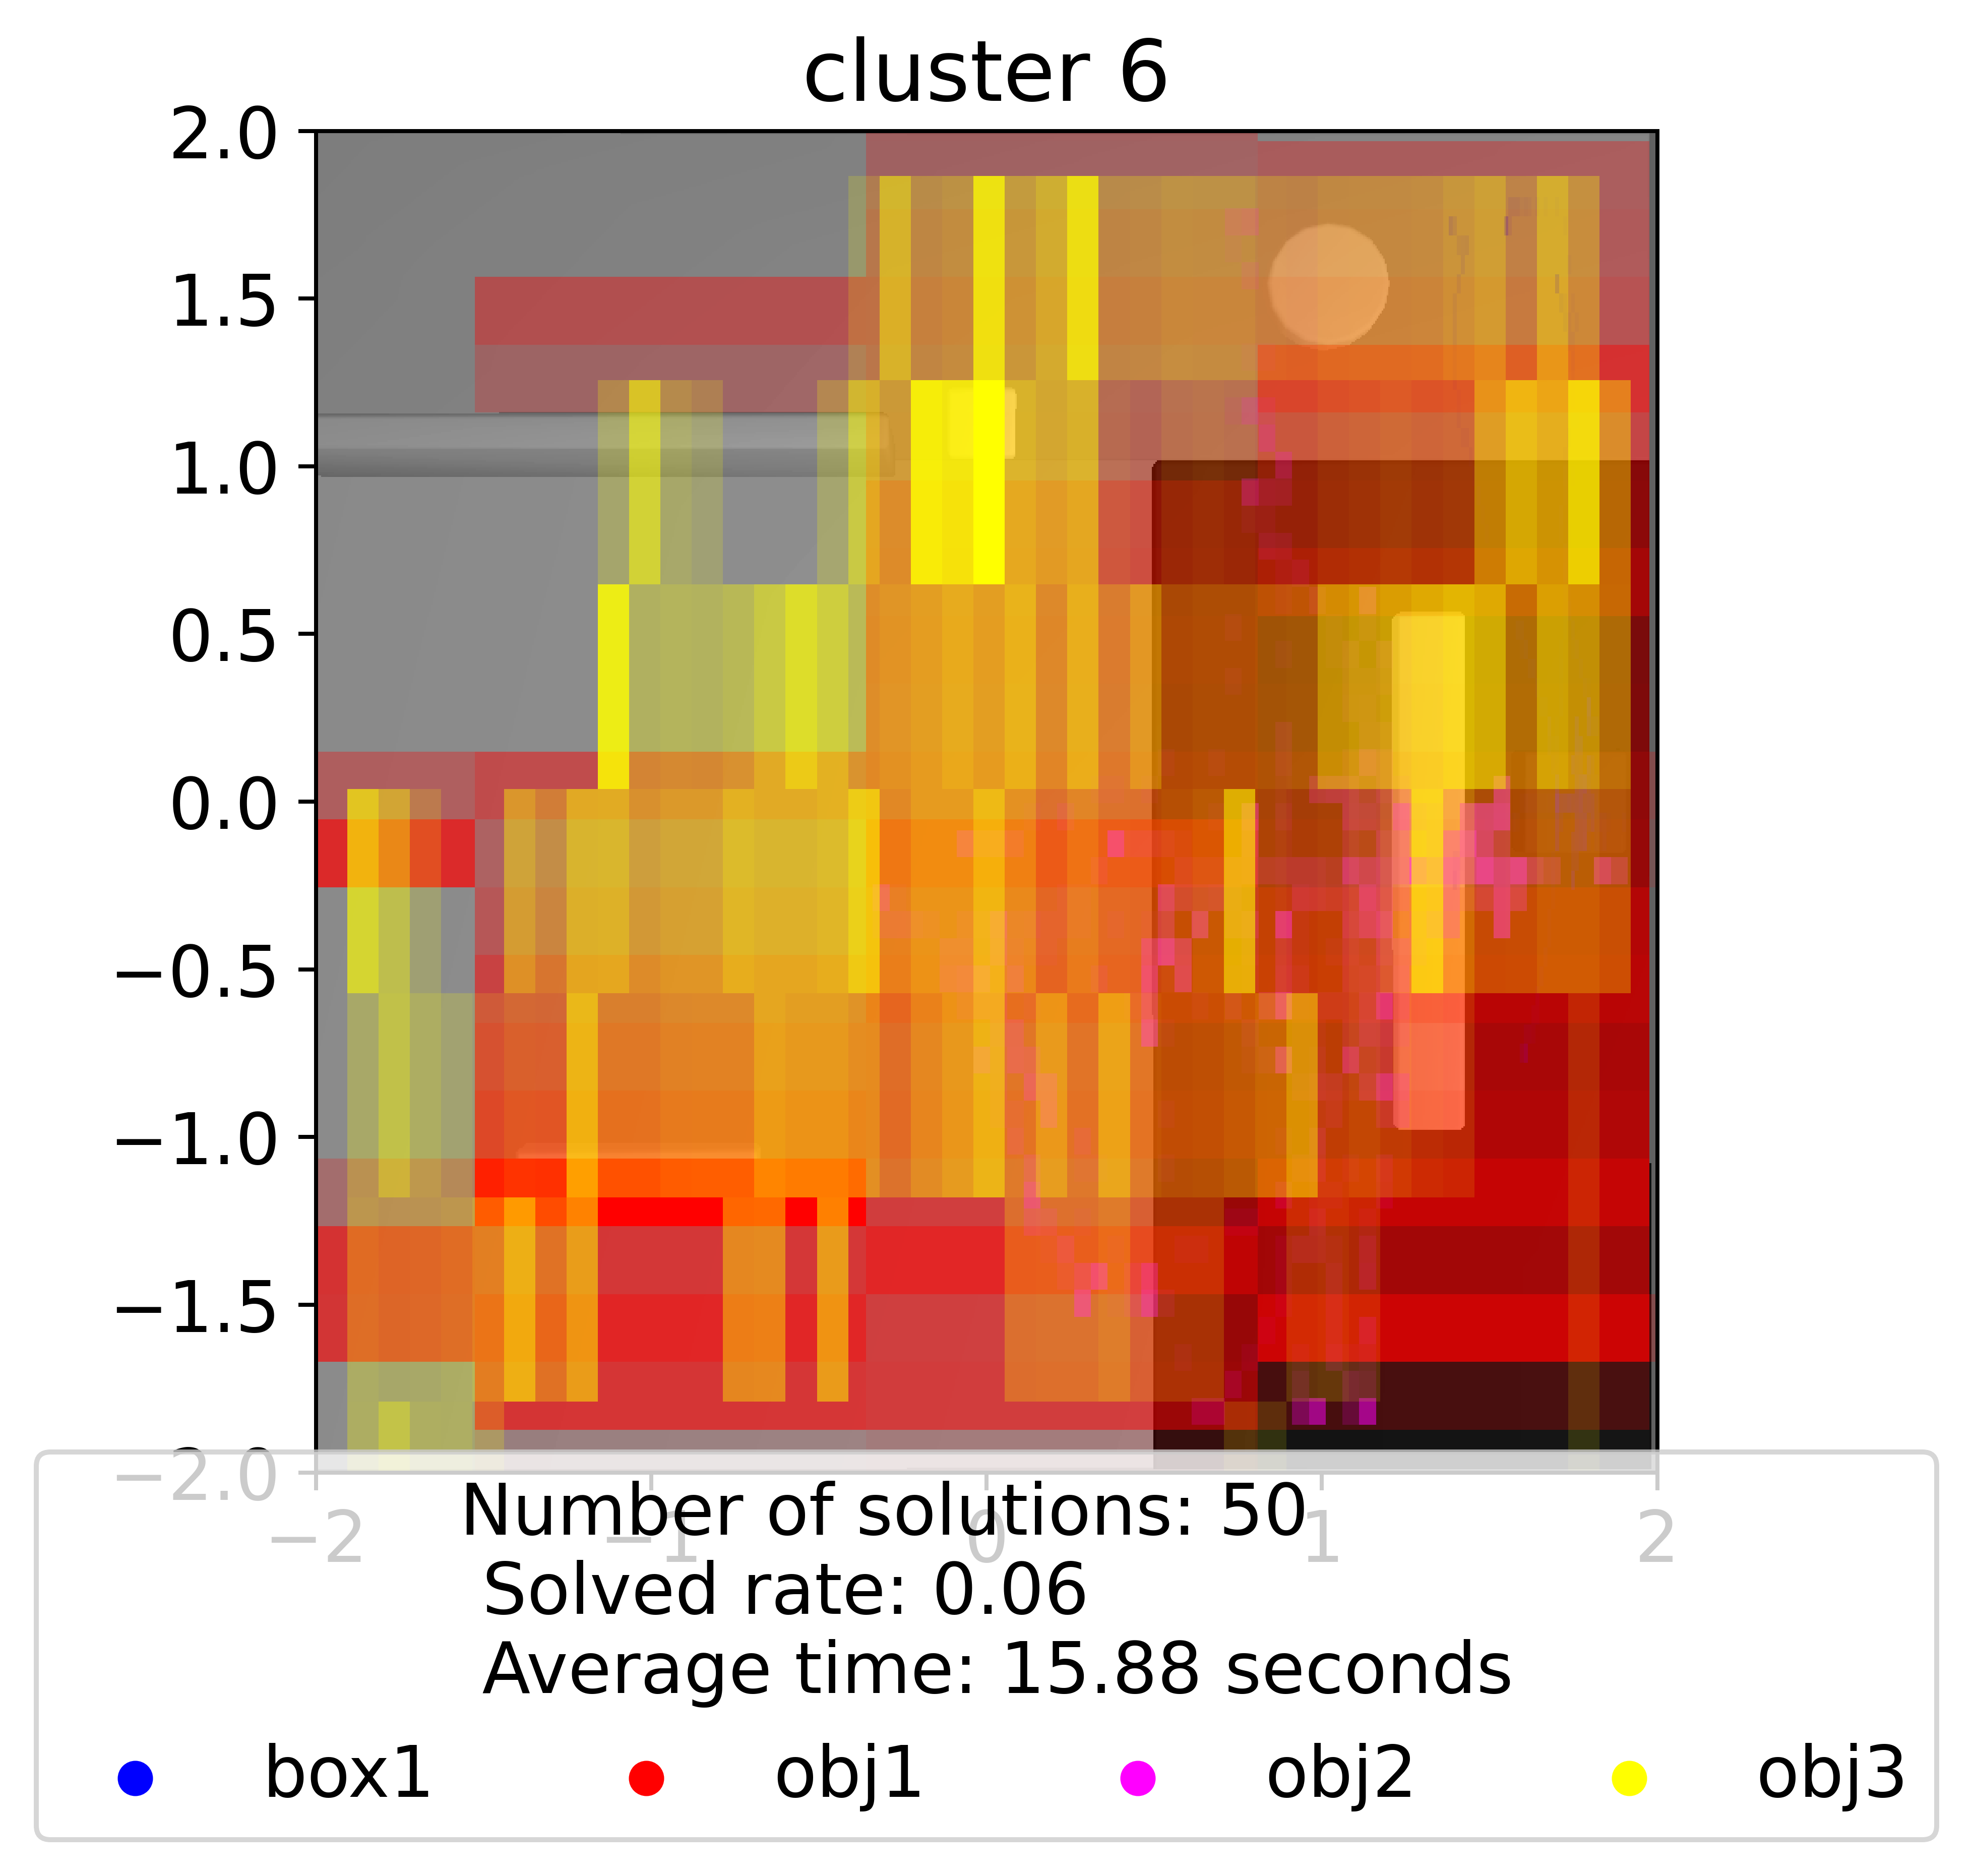 cluster 6
2.0
1.5
1.0
0.5
0.0
−0.5
−1.0
−1.5
−2.0
−2 −1 0 1 2
Number of solutions: 50
Solved rate: 0.06
Average time: 15.88 seconds
box1 obj1 obj2 obj3